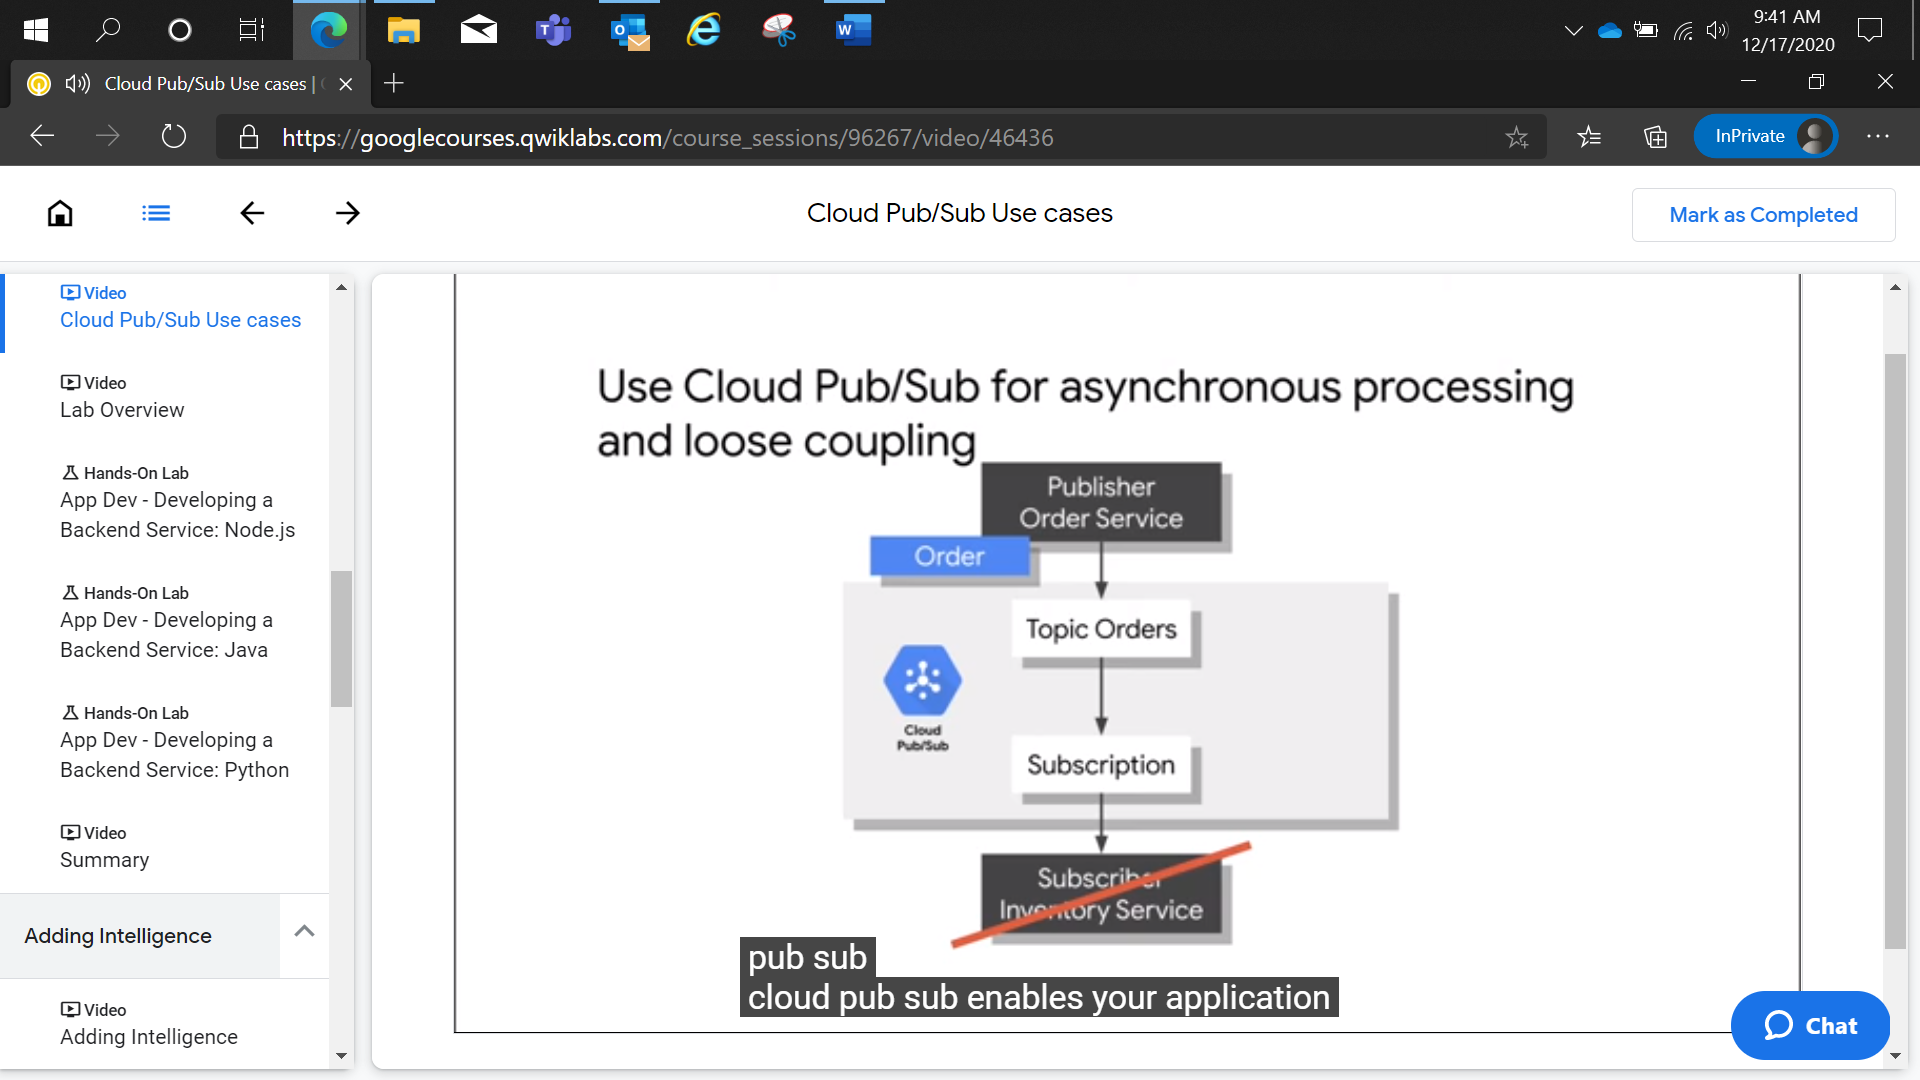 9:41 AM
12/17/2020
Cloud Pub/Sub Use cases |
https://googlecourses.qwiklabs.com/course_sessions/96267/video/46436
InPrivate
Cloud Pub/Sub Use cases
Mark as Completed
Video
Cloud Pub/Sub Use cases
Video
Lab Overview
Hands-On Lab
App Dev - Developing a
Backend Service: Node.js
Hands-On Lab
App Dev - Developing a
Backend Service: Java
Hands-On Lab
App Dev - Developing a
Backend Service: Python
Video
Summary
Adding Intelligence
Video
Adding Intelligence
Use Cloud Pub/Sub for asynchronous processing
and loose coupling
Publisher
Order Service
Order
Topic Orders
Cloud
Pub/Sub
Subscription
Subscriber
Inventory Service
pub sub
cloud pub sub enables your application
Chat